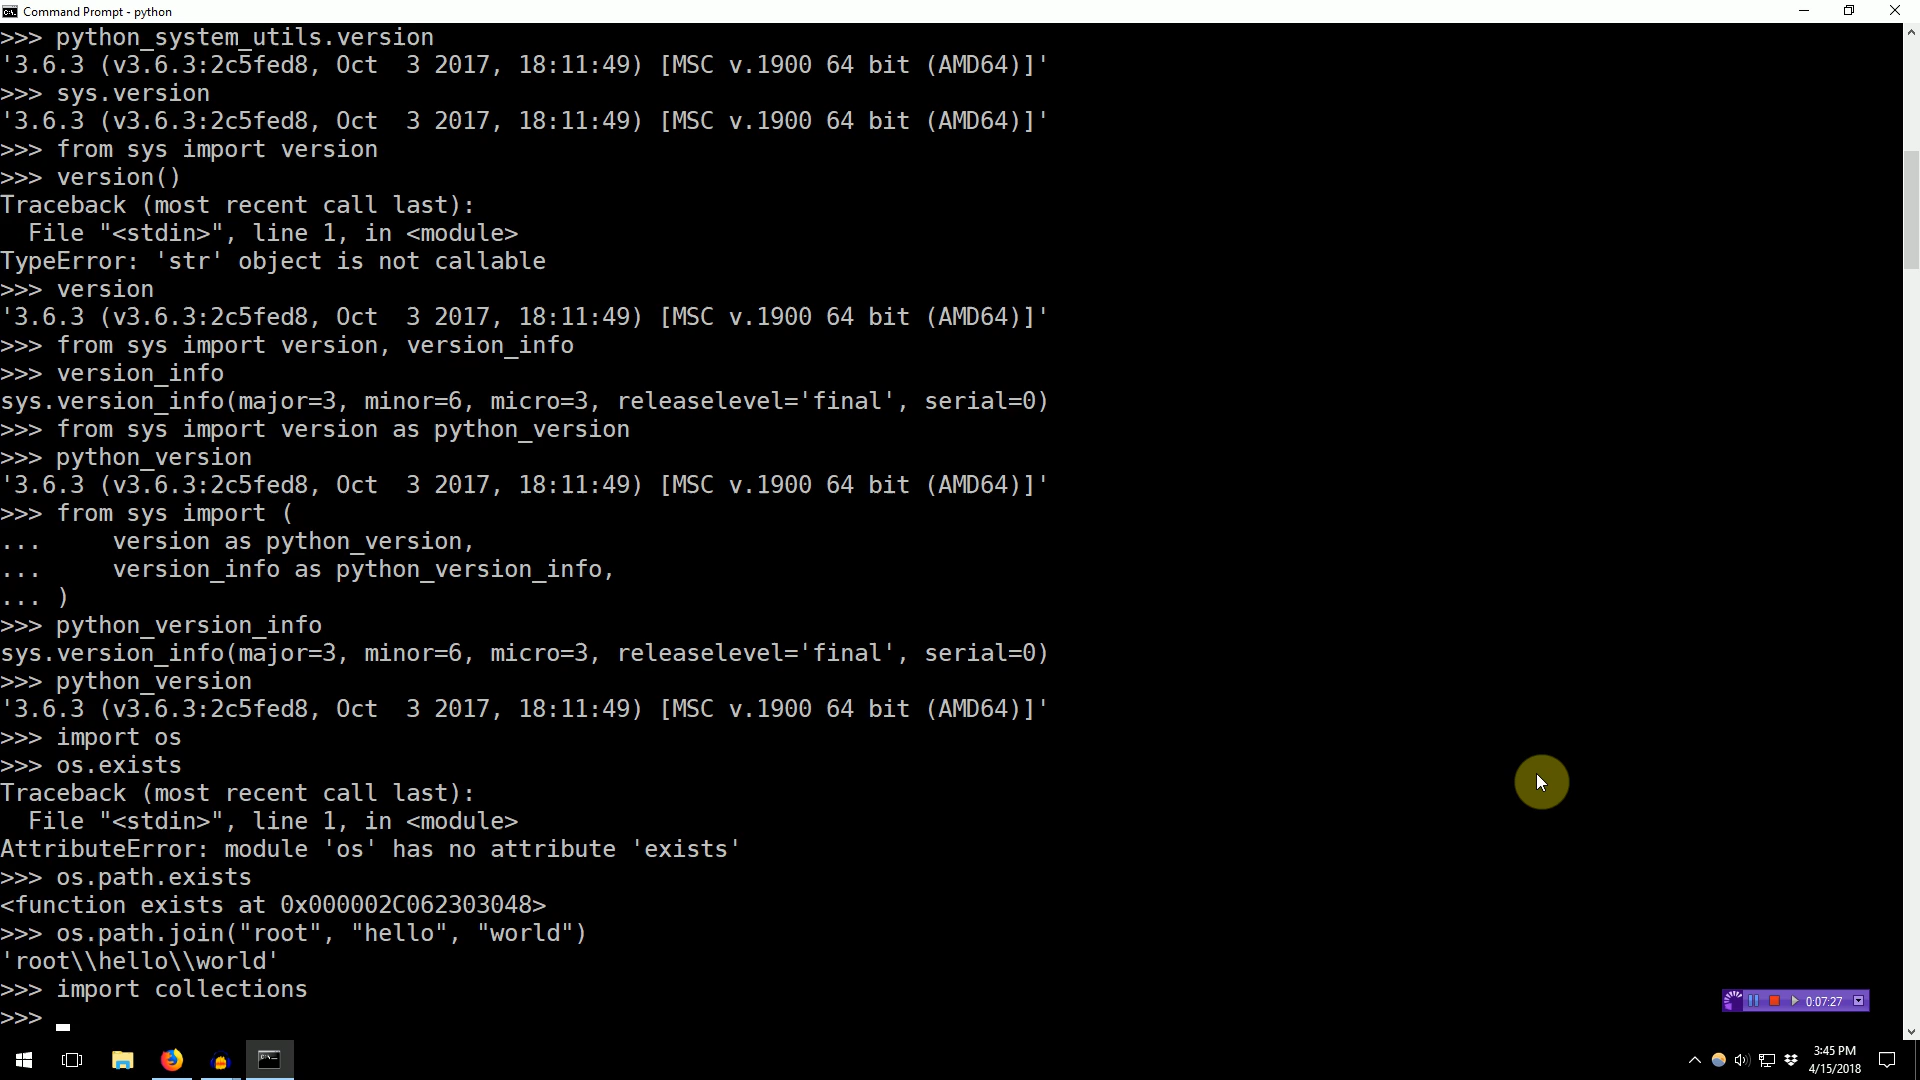 Command Prompt - python
>>> python_system_utils.version
'3.6.3 (v3.6.3:2c5fed8, Oct  3 2017, 18:11:49) [MSC v.1900 64 bit (AMD64)]'
>>> sys.version
'3.6.3 (v3.6.3:2c5fed8, Oct  3 2017, 18:11:49) [MSC v.1900 64 bit (AMD64)]'
>>> from sys import version
>>> version()
Traceback (most recent call last):
  File "<stdin>", line 1, in <module>
TypeError: 'str' object is not callable
>>> version
'3.6.3 (v3.6.3:2c5fed8, Oct  3 2017, 18:11:49) [MSC v.1900 64 bit (AMD64)]'
>>> from sys import version, version_info
>>> version_info
sys.version_info(major=3, minor=6, micro=3, releaselevel='final', serial=0)
>>> from sys import version as python_version
>>> python_version
'3.6.3 (v3.6.3:2c5fed8, Oct  3 2017, 18:11:49) [MSC v.1900 64 bit (AMD64)]'
>>> from sys import (
...     version as python_version,
...     version_info as python_version_info,
... )
>>> python_version_info
sys.version_info(major=3, minor=6, micro=3, releaselevel='final', serial=0)
>>> python_version
'3.6.3 (v3.6.3:2c5fed8, Oct  3 2017, 18:11:49) [MSC v.1900 64 bit (AMD64)]'
>>> import os
>>> os.exists
Traceback (most recent call last):
  File "<stdin>", line 1, in <module>
AttributeError: module 'os' has no attribute 'exists'
>>> os.path.exists
<function exists at 0x000002C062303048>
>>> os.path.join("root", "hello", "world")
'root\\hello\\world'
>>> import collections
>>>
0:07:27
3:45 PM
4/15/2018